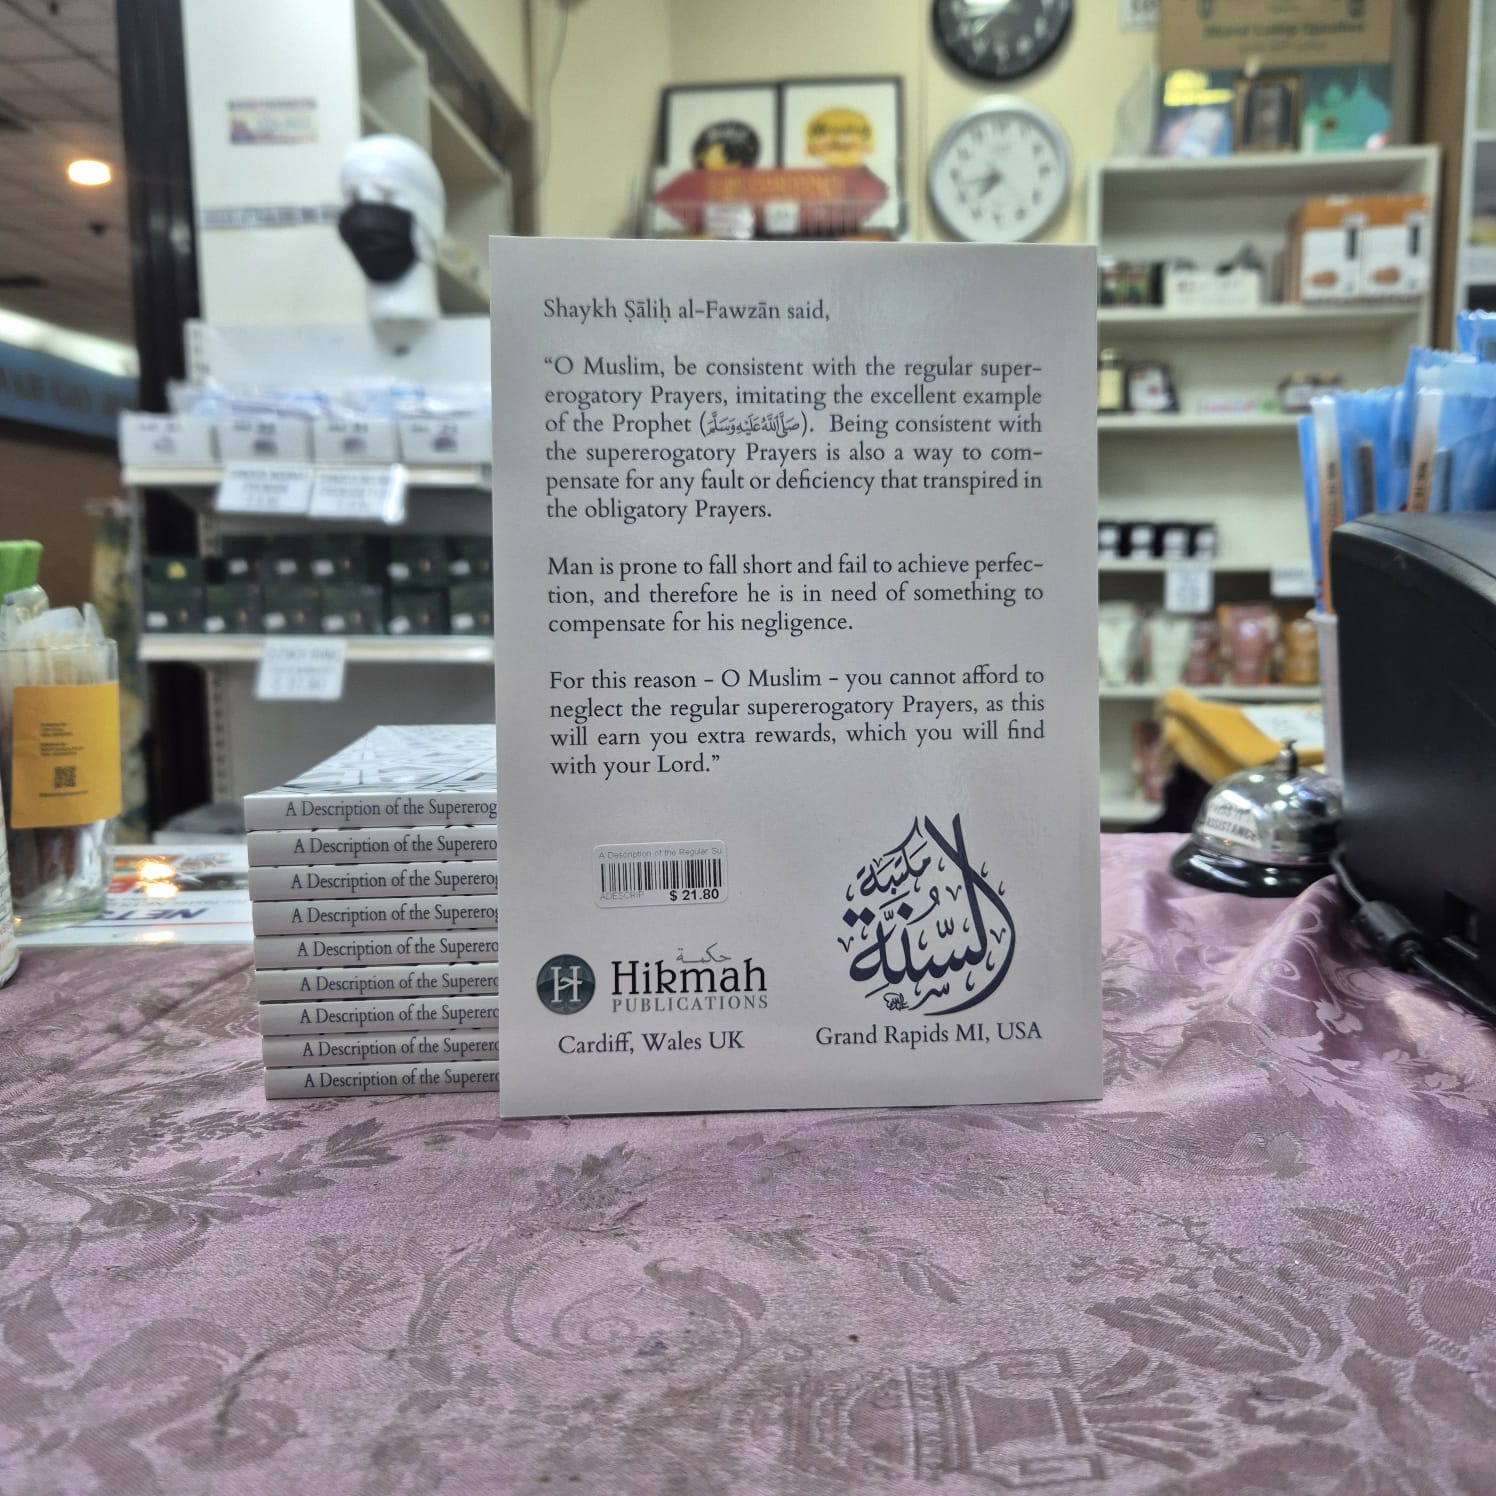 Shaykh Ṣāliḥ al-Fawzān said,
“O Muslim, be consistent with the regular super-
erogatory Prayers, imitating the excellent example
of the Prophet (صَلَّى اللَّهُ عَلَيْهِ وَسَلَّمَ). Being consistent with
the supererogatory Prayers is also a way to com-
pensate for any fault or deficiency that transpired in
the obligatory Prayers.
Man is prone to fall short and fail to achieve perfec-
tion, and therefore he is in need of something to
compensate for his negligence.
For this reason – O Muslim – you cannot afford to
neglect the regular supererogatory Prayers, as this
will earn you extra rewards, which you will find
with your Lord.”
A Description of the Regular Su
ADESCRIP $ 21.80
حكمة
H Hikmah
PUBLICATIONS
Cardiff, Wales UK
مكتبة
السنة
Grand Rapids MI, USA
A Description of the Supererog
A Description of the Superero
A Description of the Supererog
A Description of the Supererog
A Description of the Superero
A Description of the Supererc
A Description of the Superero
A Description of the Superero
A Description of the Superero
NETS
ASSISTANCE